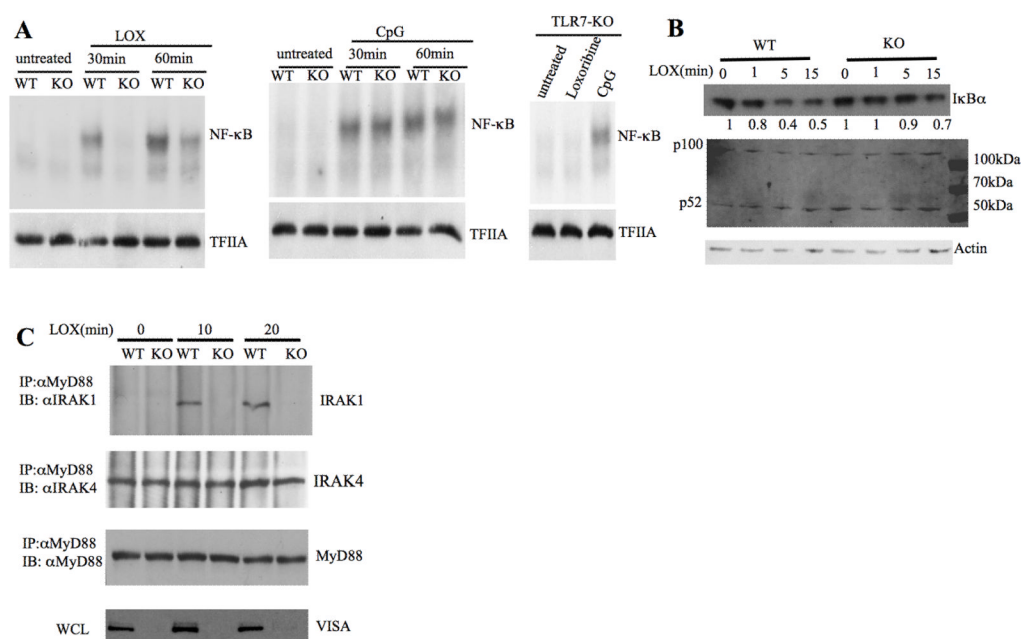 A
LOX
untreated 30min 60min
WT KO WT KO WT KO
NF-κB
TFIIA
CpG
untreated 30min 60min
WT KO WT KO WT KO
NF-κB
TFIIA
TLR7-KO
untreated
Loxoribine
CpG
NF-κB
TFIIA
B
WT KO
LOX(min) 0 1 5 15 0 1 5 15
IκBα
1 0.8 0.4 0.5 1 1 0.9 0.7
p100
100kDa
70kDa
p52 50kDa
Actin
C
LOX(min) 0 10 20
WT KO WT KO WT KO
IP:αMyD88
IB: αIRAK1 IRAK1
IP:αMyD88
IB: αIRAK4 IRAK4
IP:αMyD88
IB: αMyD88 MyD88
WCL VISA